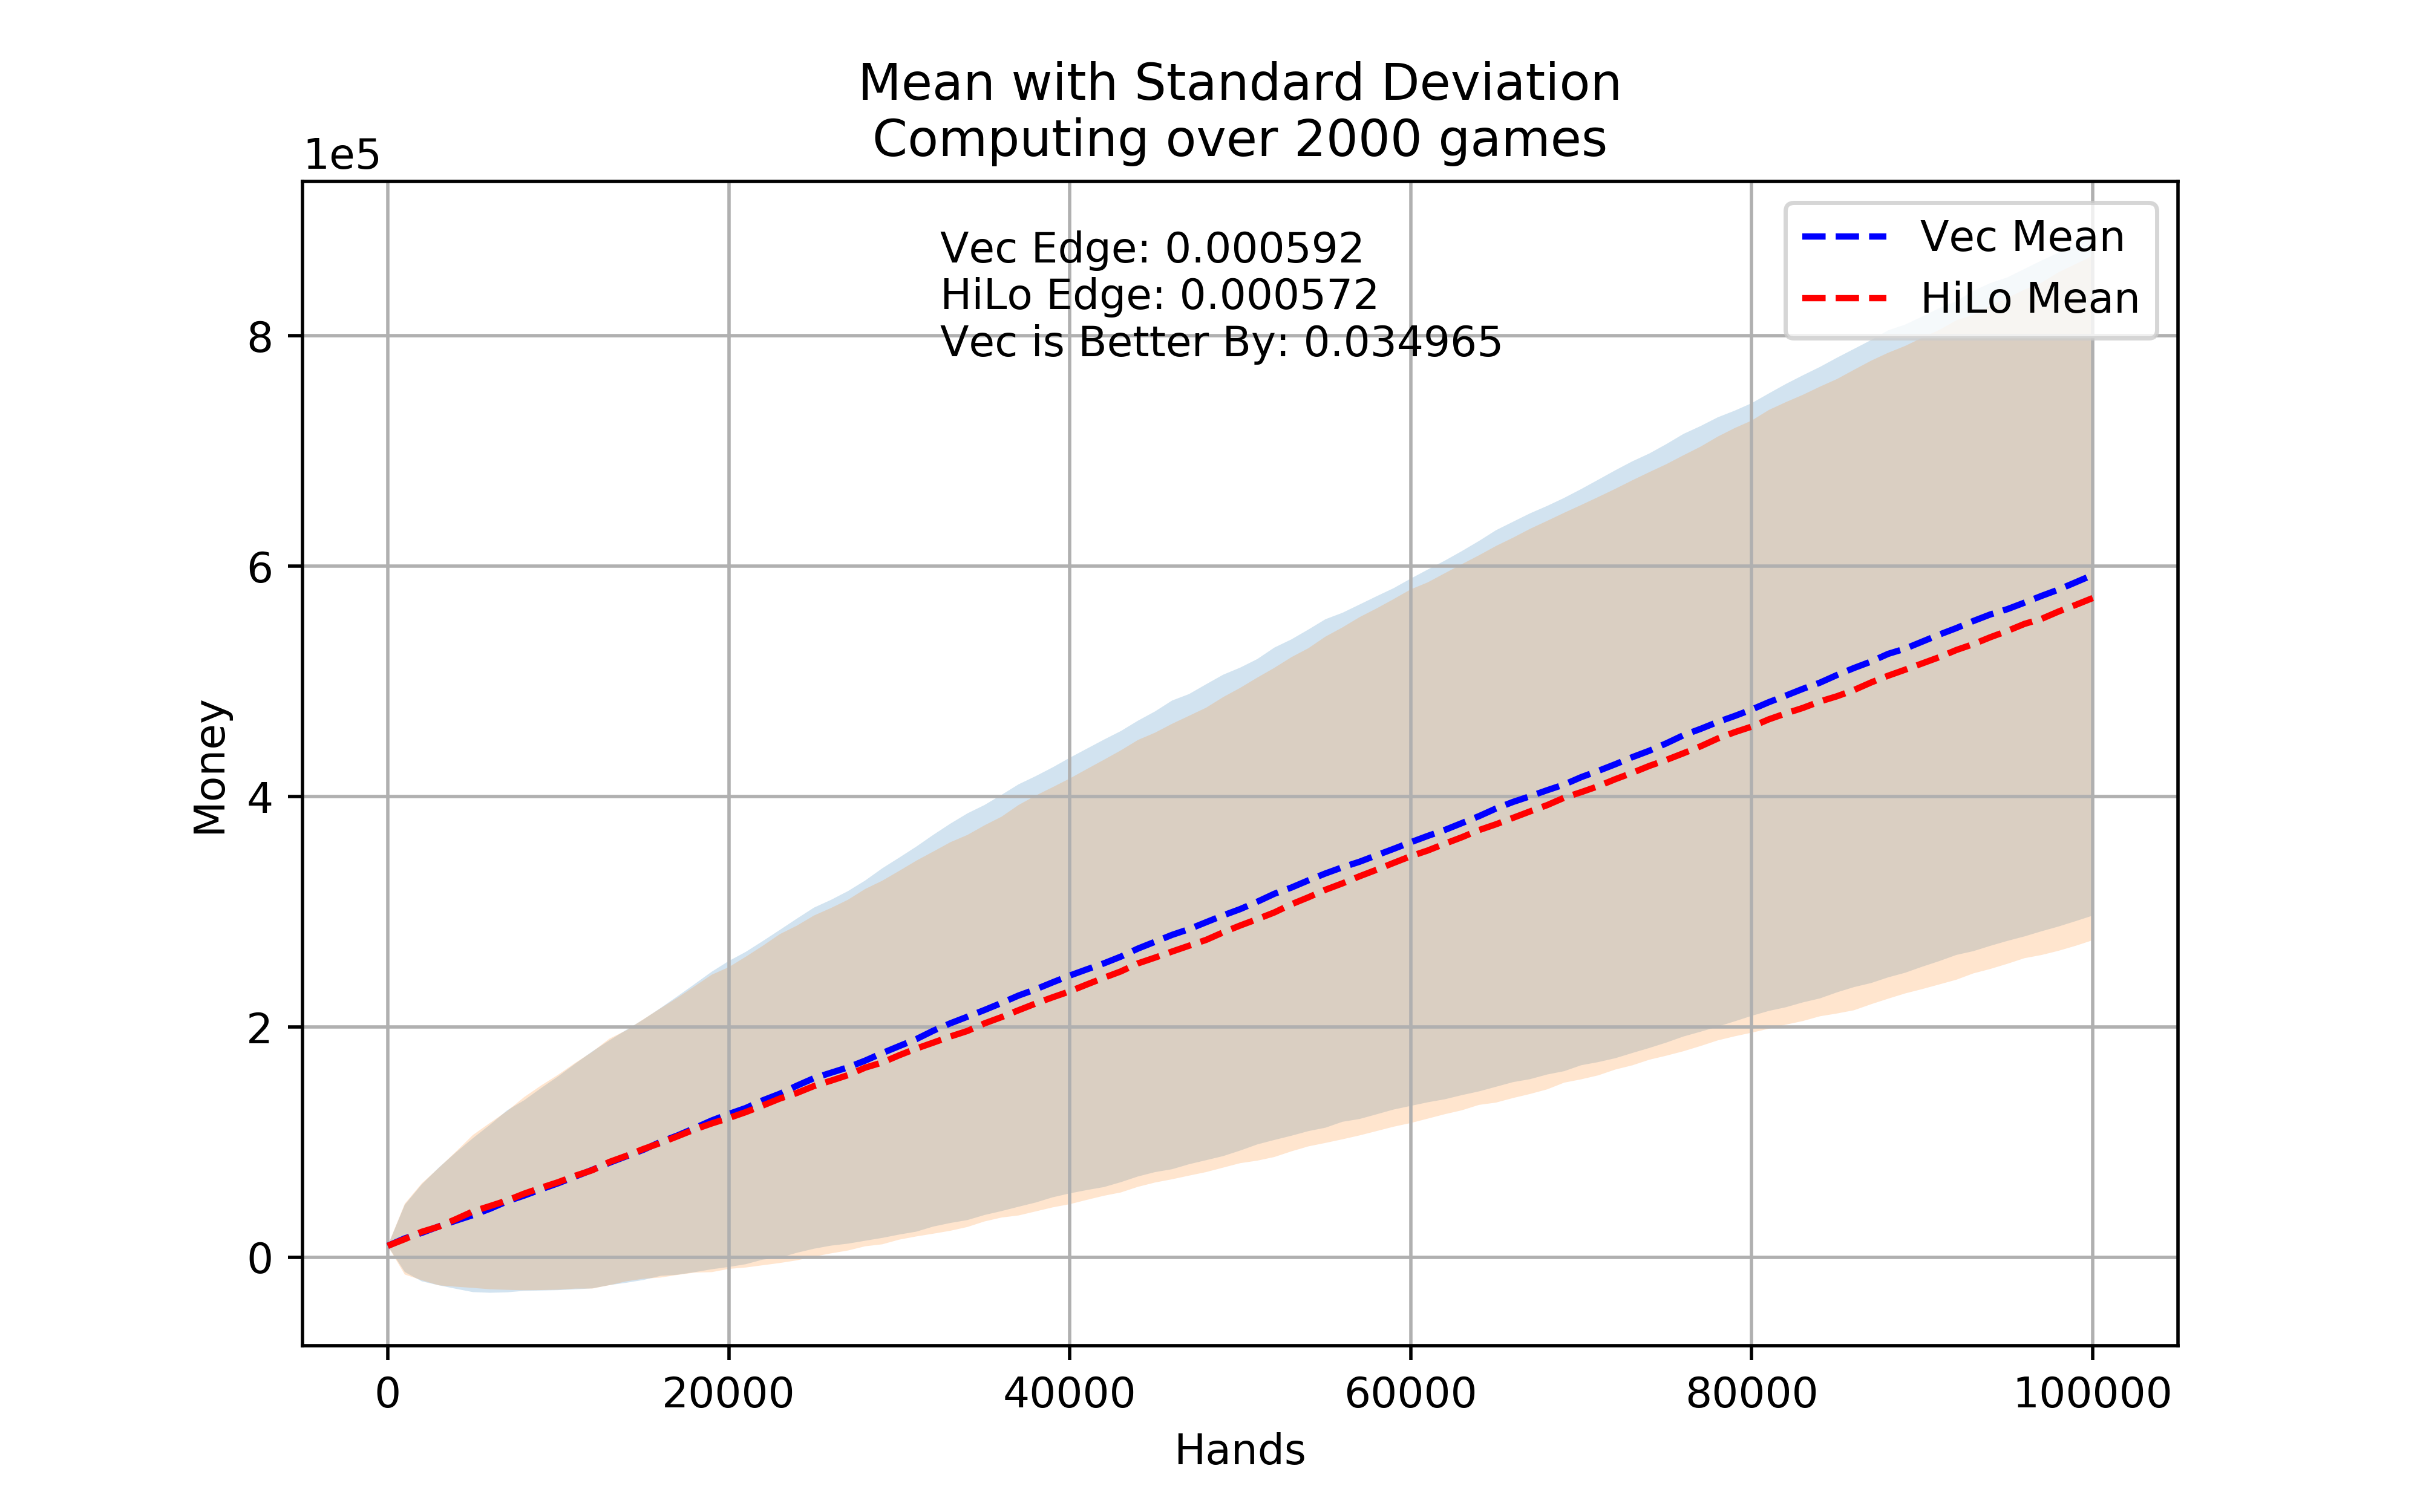 Mean with Standard Deviation
Computing over 2000 games
1e5
Vec Edge: 0.000592
HiLo Edge: 0.000572
Vec is Better By: 0.034965
Vec Mean
HiLo Mean
8
6
4
2
0
Money
0 20000 40000 60000 80000 100000
Hands